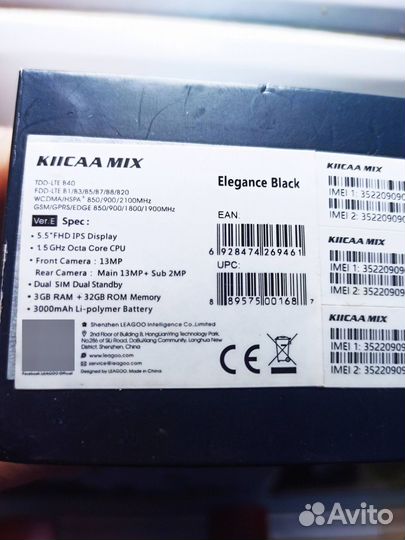 KIICAA MIX
TDD-LTE B40
FDD-LTE B1/B3/B5/B7/B8/B20
WCDMA/HSPA+ 850/900/2100MHz
GSM/GPRS/EDGE 850/900/1800/1900MHz
Ver.E Spec :
• 5.5" FHD IPS Display
• 1.5 GHz Octa Core CPU
• Front Camera : 13MP
Rear Camera : Main 13MP + Sub 2MP
• Dual SIM Dual Standby
• 3GB RAM + 32GB ROM Memory
• 3000mAh Li-polymer Battery
Shenzhen LEAGOO Intelligence Co.,Limited
2nd Floor of Building B, HongLianYing Technology Park,
No.286 of SiLi Road, DaBuXiang Community, Longhua New
District, Shenzhen, China
www.leagoo.com
Designed by LEAGOO. Made in China.
Facebook: LEAGOO Official
Elegance Black
EAN:
6 928474 269461
UPC:
8 89575 00168 7
CE
KIICAA MIX
IMEI 1: 35220909
IMEI 2: 35220909
KIICAA MIX
IMEI 1: 35220909
IMEI 2: 35220909
KIICAA MIX
IMEI 1: 35220909
IMEI 2: 35220909
Avito